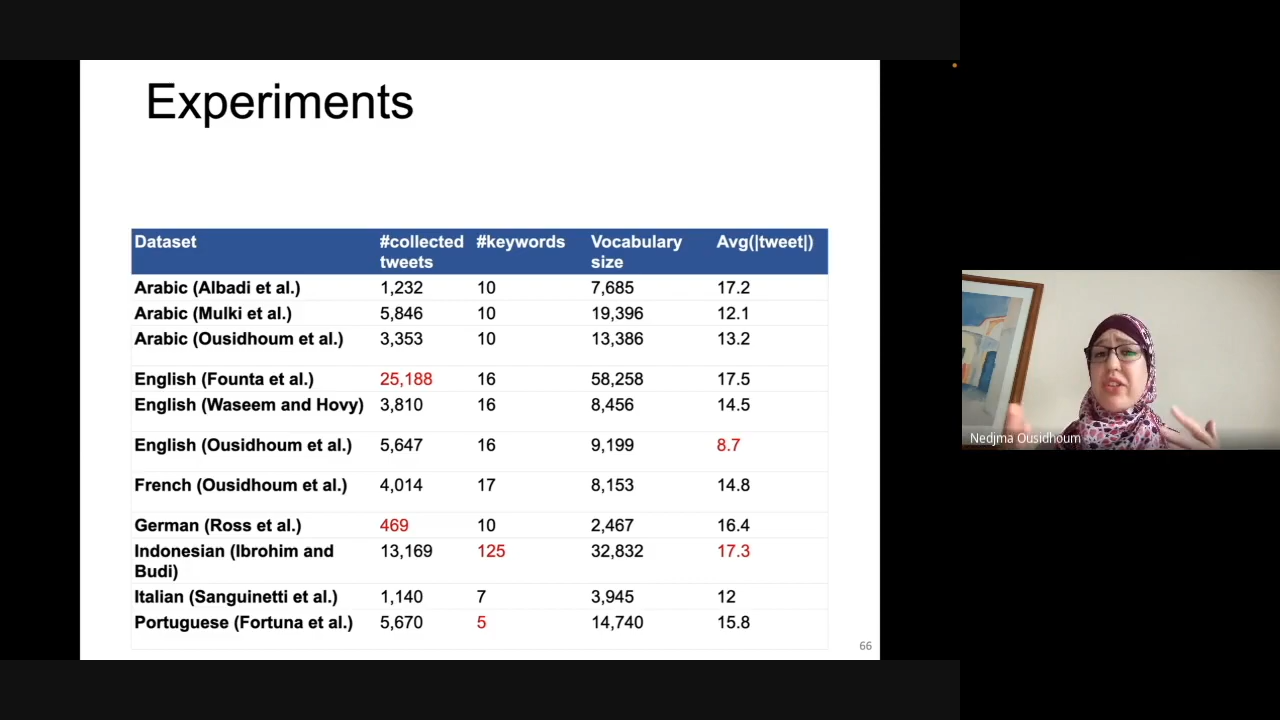 Experiments
Dataset #collected tweets #keywords Vocabulary size Avg(|tweet|)
Arabic (Albadi et al.) 1,232 10 7,685 17.2
Arabic (Mulki et al.) 5,846 10 19,396 12.1
Arabic (Ousidhoum et al.) 3,353 10 13,386 13.2
English (Founta et al.) 25,188 16 58,258 17.5
English (Waseem and Hovy) 3,810 16 8,456 14.5
English (Ousidhoum et al.) 5,647 16 9,199 8.7
French (Ousidhoum et al.) 4,014 17 8,153 14.8
German (Ross et al.) 469 10 2,467 16.4
Indonesian (Ibrohim and Budi) 13,169 125 32,832 17.3
Italian (Sanguinetti et al.) 1,140 7 3,945 12
Portuguese (Fortuna et al.) 5,670 5 14,740 15.8
66
Nedjma Ousidhoum